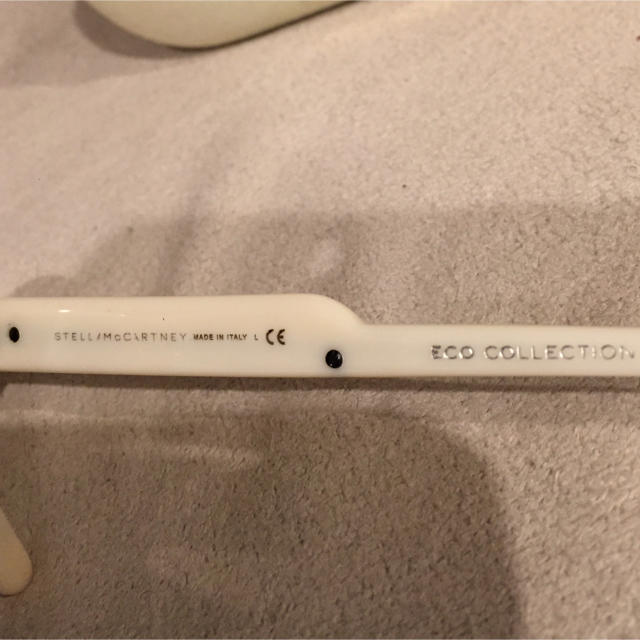 STELLA McCARTNEY MADE IN ITALY L CE
ECO COLLECTION